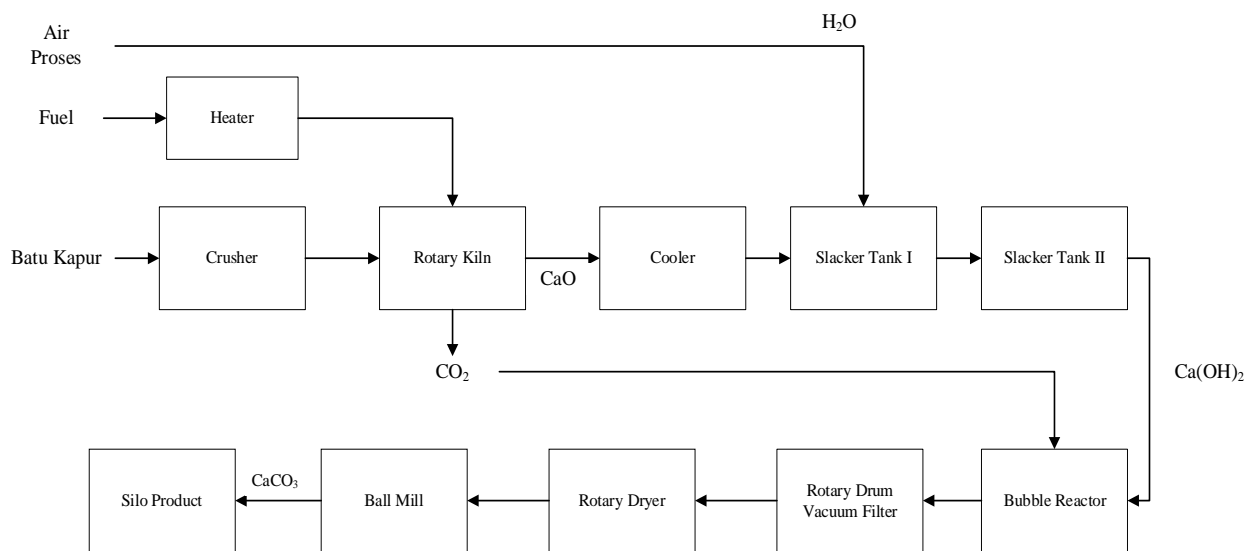 H₂O
Air
Proses
Fuel
Heater
Batu Kapur
Crusher
Rotary Kiln
CaO
Cooler
Slacker Tank I
Slacker Tank II
CO₂
Ca(OH)₂
Silo Product
CaCO₃
Ball Mill
Rotary Dryer
Rotary Drum
Vacuum Filter
Bubble Reactor